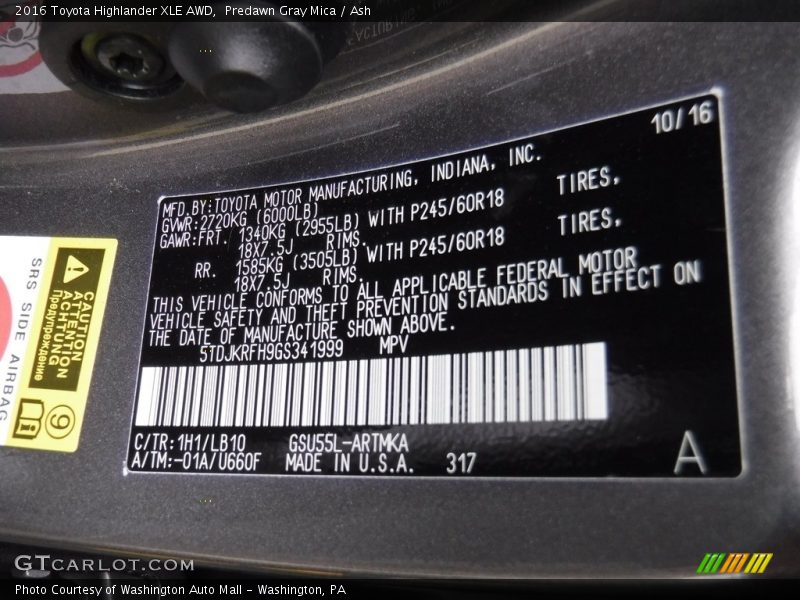 2016 Toyota Highlander XLE AWD, Predawn Gray Mica / Ash
10/16
MFD.BY:TOYOTA MOTOR MANUFACTURING, INDIANA, INC.
GVWR:2720KG (6000LB)
GAWR:FRT. 1340KG (2955LB) WITH P245/60R18 TIRES,
18X7.5J RIMS.
RR. 1585KG (3505LB) WITH P245/60R18 TIRES,
18X7.5J RIMS.
THIS VEHICLE CONFORMS TO ALL APPLICABLE FEDERAL MOTOR
VEHICLE SAFETY AND THEFT PREVENTION STANDARDS IN EFFECT ON
THE DATE OF MANUFACTURE SHOWN ABOVE.
5TDJKRFH9GS341999 MPV
C/TR:1H1/LB10 GSU55L-ARTMKA
A/TM:-01A/U660F MADE IN U.S.A. 317
A
SRS SIDE AIRBAG
CAUTION
ATTENTION
ACHTUNG
Предупреждение
9
GTCARLOT.COM
Photo Courtesy of Washington Auto Mall - Washington, PA